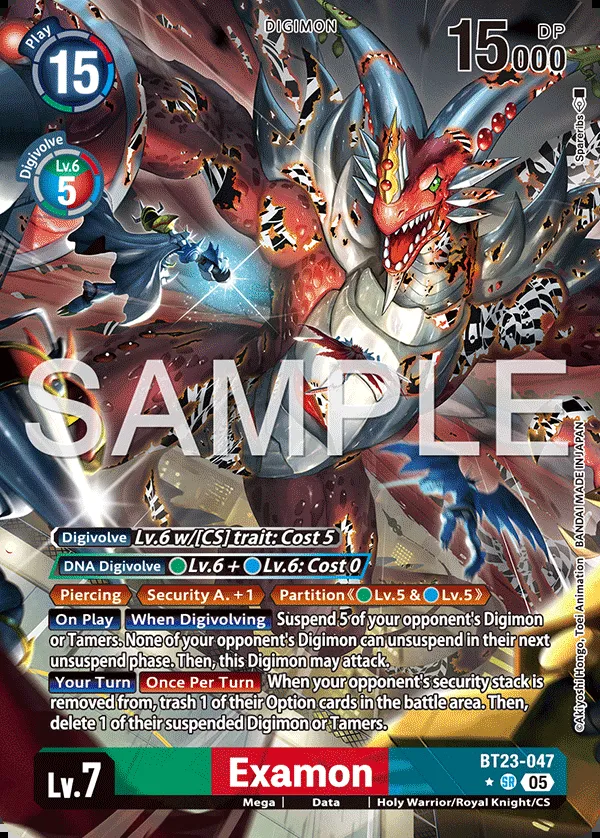 DIGIMON
Play
15
15000
DP
Digivolve
Lv.6
5
Spareribs
SAMPLE
©Akiyoshi Hongo, Toei Animation BANDAI MADE IN JAPAN
Digivolve Lv.6 w/[CS] trait: Cost 5
DNA Digivolve Lv.6 + Lv.6: Cost 0
Piercing Security A. +1 Partition《Lv.5 & Lv.5》
On Play When Digivolving Suspend 5 of your opponent's Digimon
or Tamers. None of your opponent's Digimon can unsuspend in their next
unsuspend phase. Then, this Digimon may attack.
Your Turn Once Per Turn When your opponent's security stack is
removed from, trash 1 of their Option cards in the battle area. Then,
delete 1 of their suspended Digimon or Tamers.
BT23-047
Lv.7 Examon SR 05
Mega Data Holy Warrior/Royal Knight/CS